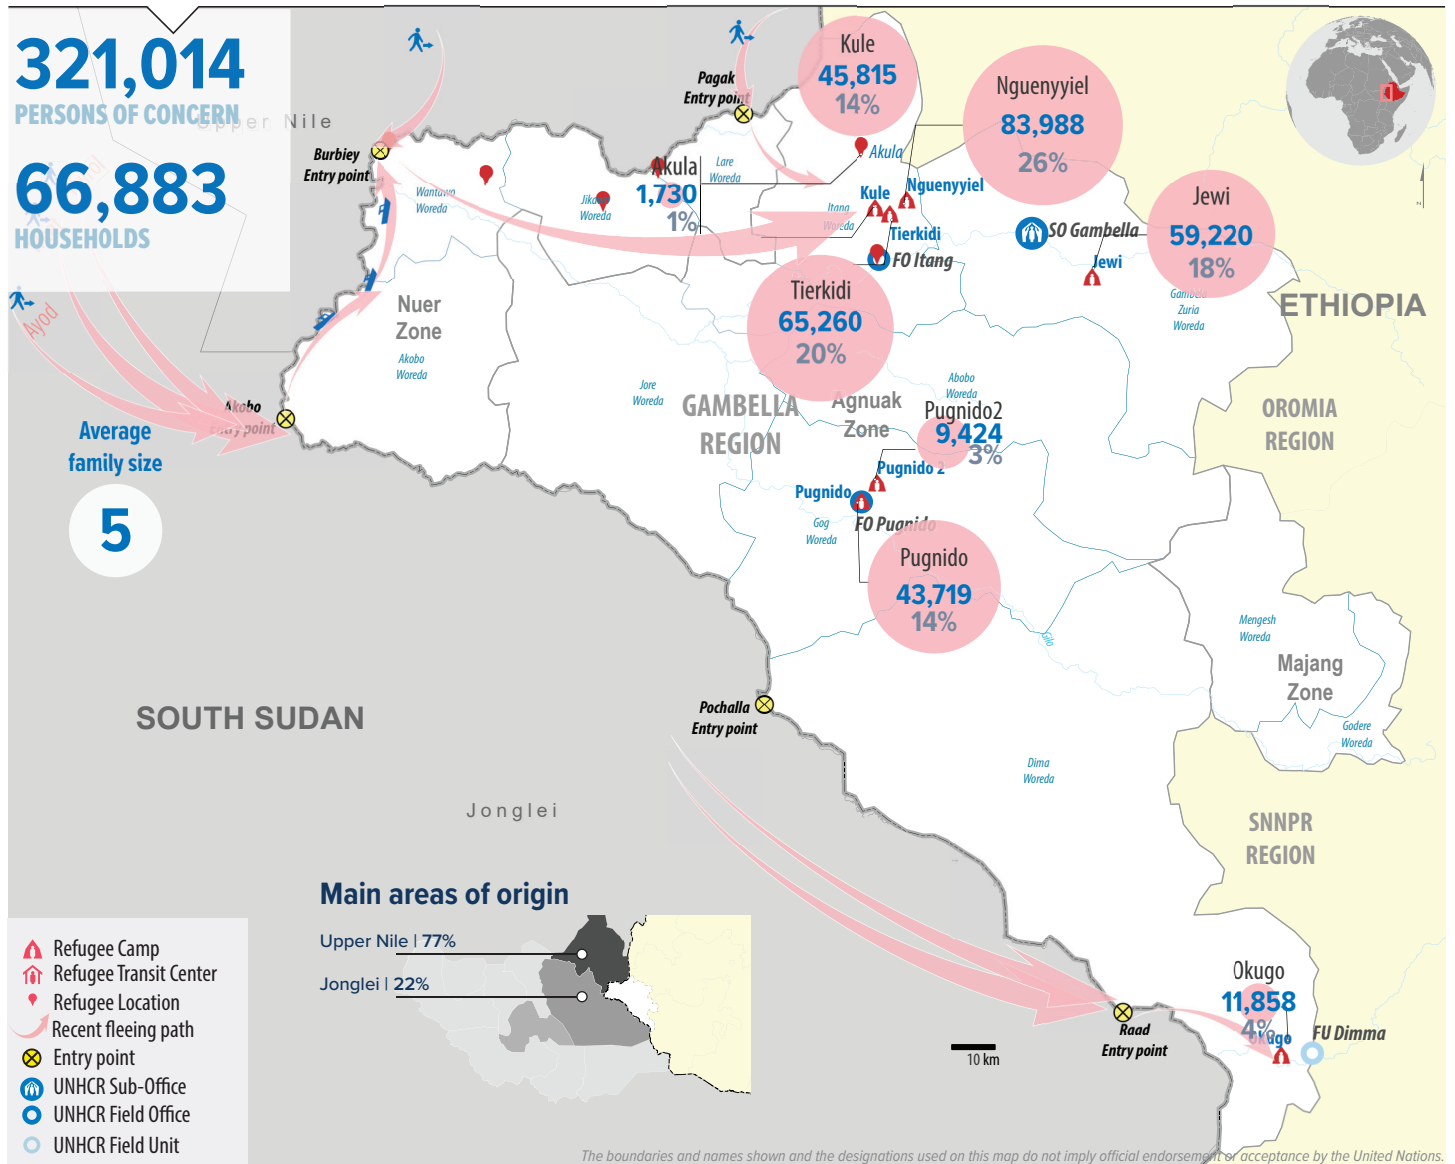 321,014
PERSONS OF CONCERN
66,883
HOUSEHOLDS
Upper Nile
Burbiey
Entry point
Pagak
Entry point
Kule
45,815
14%
Nguenyyiel
83,988
26%
Jewi
59,220
18%
Akula
1,730
1%
Lare
Woreda
Akula
Wantawo
Woreda
Woreda
Itang
Woreda
Kule
Nguenyyiel
Tierkidi
FO Itang
SO Gambella
Jewi
Gambela
Zuria
Woreda
ETHIOPIA
Ayod
Nuer
Zone
Akobo
Woreda
Tierkidi
65,260
20%
Akobo
Entry point
Average
family size
5
Jore
Woreda
GAMBELLA
REGION
Agnuak
Zone
Abobo
Woreda
Pugnido2
9,424
3%
OROMIA
REGION
Pugnido 2
Pugnido
FO Pugnido
Gog
Woreda
Pugnido
43,719
14%
Gilo
Mengesh
Woreda
Majang
Zone
Godere
Woreda
SOUTH SUDAN
Pochalla
Entry point
Dima
Woreda
Jonglei
SNNPR
REGION
Main areas of origin
Upper Nile | 77%
Jonglei | 22%
Refugee Camp
Refugee Transit Center
Refugee Location
Recent fleeing path
Entry point
UNHCR Sub-Office
UNHCR Field Office
UNHCR Field Unit
10 km
Raad
Entry point
Okugo
11,858
4%
Okugo
FU Dimma
N
The boundaries and names shown and the designations used on this map do not imply official endorsement or acceptance by the United Nations.